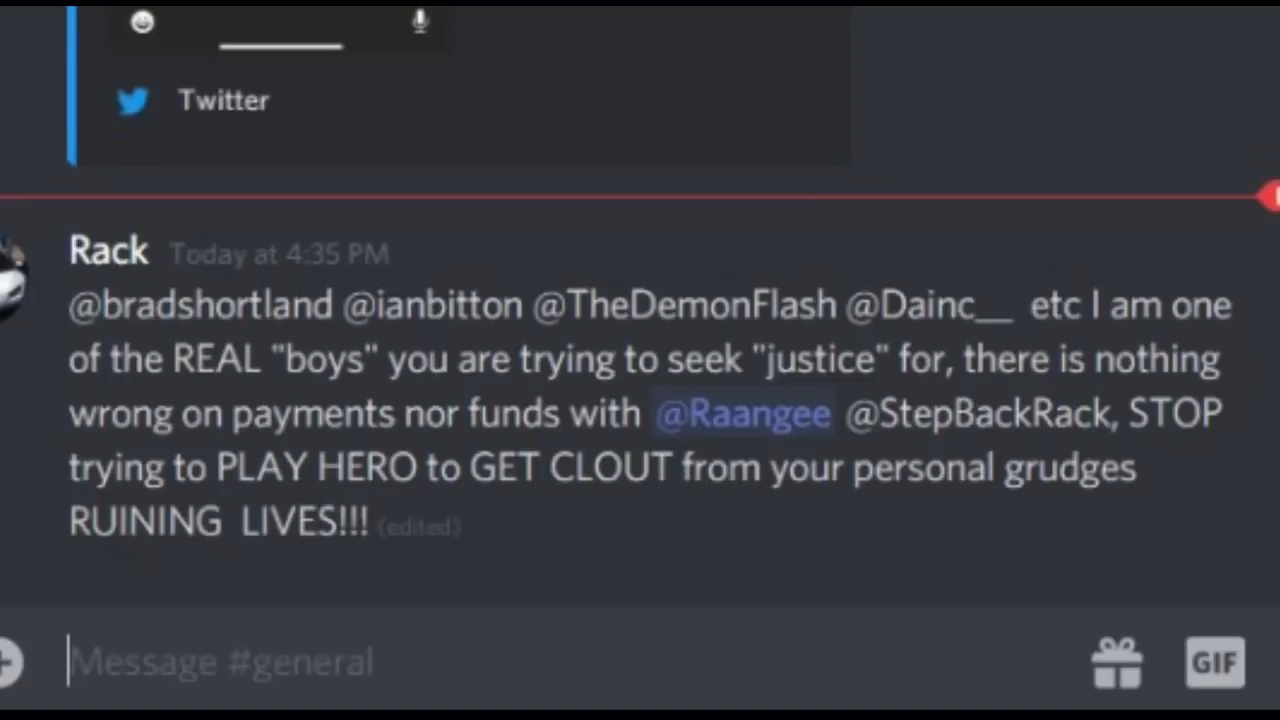 Twitter
Rack Today at 4:35 PM
@bradshortland @ianbitton @TheDemonFlash @Dainc__ etc I am one
of the REAL "boys" you are trying to seek "justice" for, there is nothing
wrong on payments nor funds with @Raangee @StepBackRack, STOP
trying to PLAY HERO to GET CLOUT from your personal grudges
RUINING LIVES!!! (edited)
Message #general
GIF